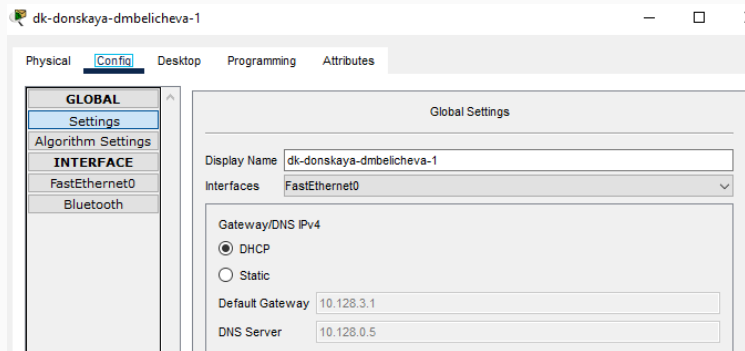 dk-donskaya-dmbelicheva-1
Physical Config Desktop Programming Attributes
GLOBAL
Settings
Algorithm Settings
INTERFACE
FastEthernet0
Bluetooth
Global Settings
Display Name dk-donskaya-dmbelicheva-1
Interfaces FastEthernet0
Gateway/DNS IPv4
DHCP
Static
Default Gateway 10.128.3.1
DNS Server 10.128.0.5